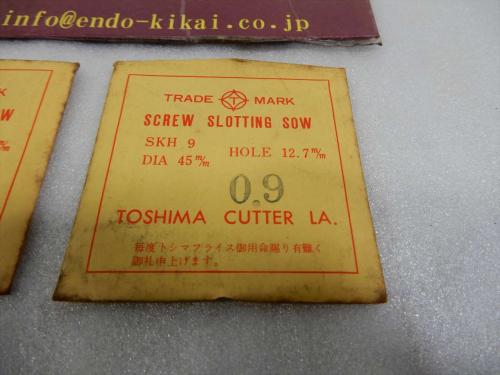 info@endo-kikai.co.jp
TRADE T MARK
SCREW SLOTTING SOW
SKH 9
DIA 45m/m HOLE 12.7m/m
0.9
TOSHIMA CUTTER LA.
毎度トシマフライス御用命賜り有難く
御礼申上げます。
RK
OW